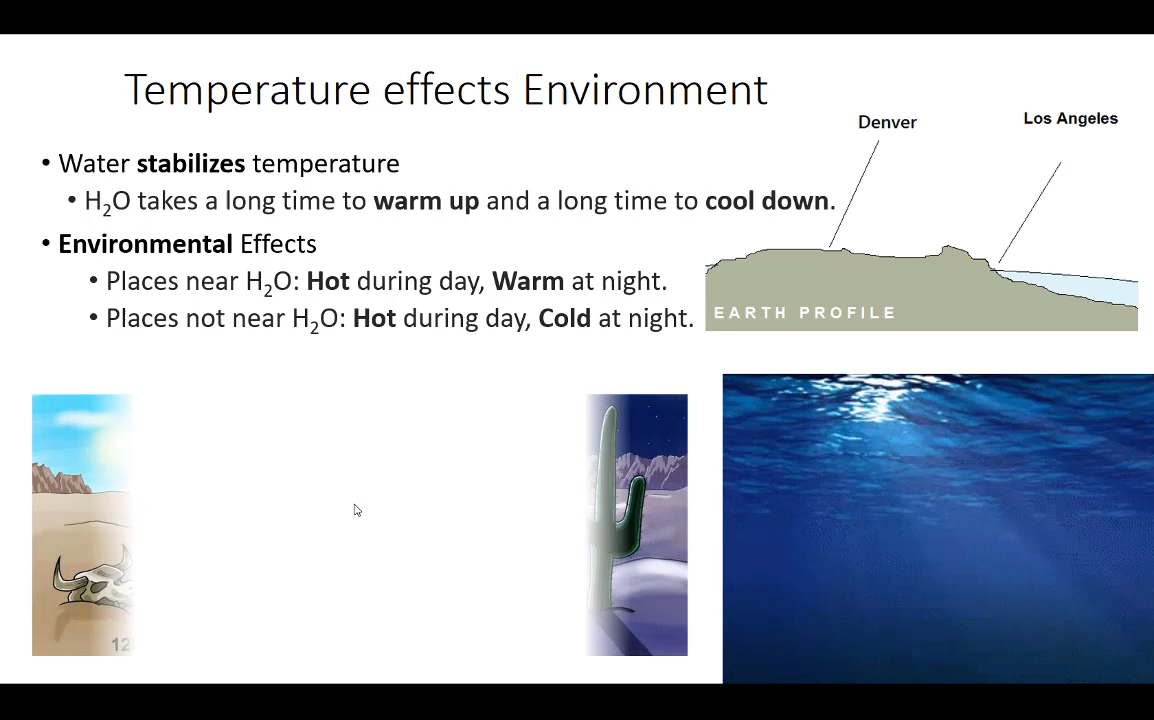 Temperature effects Environment
Denver
Los Angeles
• Water stabilizes temperature
• H₂O takes a long time to warm up and a long time to cool down.
• Environmental Effects
• Places near H₂O: Hot during day, Warm at night.
• Places not near H₂O: Hot during day, Cold at night.
EARTH PROFILE
12